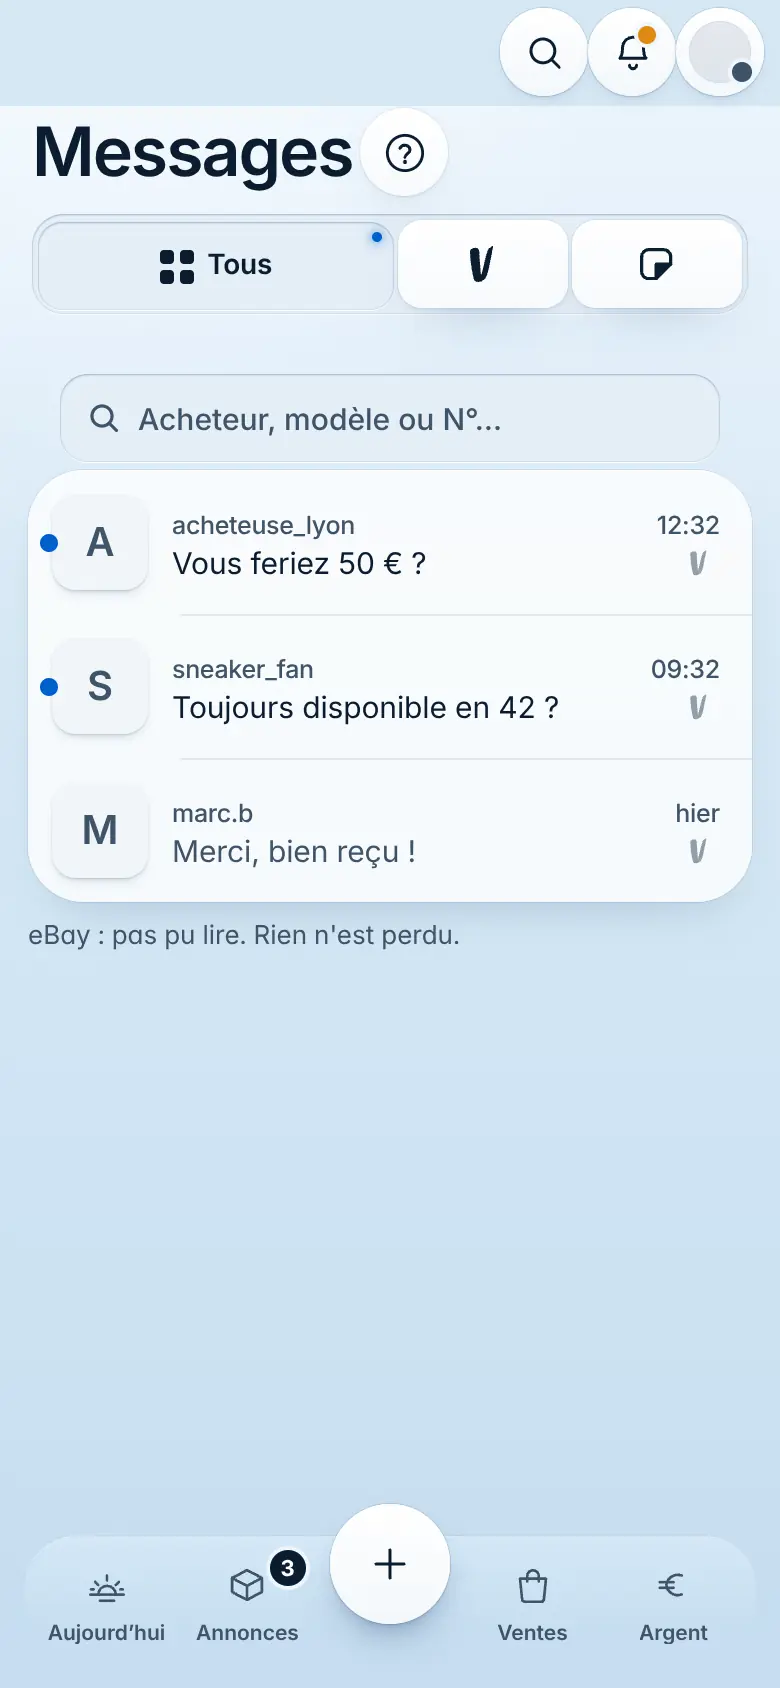 Messages
Tous
Acheteur, modèle ou N°...
A
acheteuse_lyon
12:32
Vous feriez 50 € ?
S
sneaker_fan
09:32
Toujours disponible en 42 ?
M
marc.b
hier
Merci, bien reçu !
eBay : pas pu lire. Rien n'est perdu.
3
Aujourd’hui
Annonces
Ventes
Argent